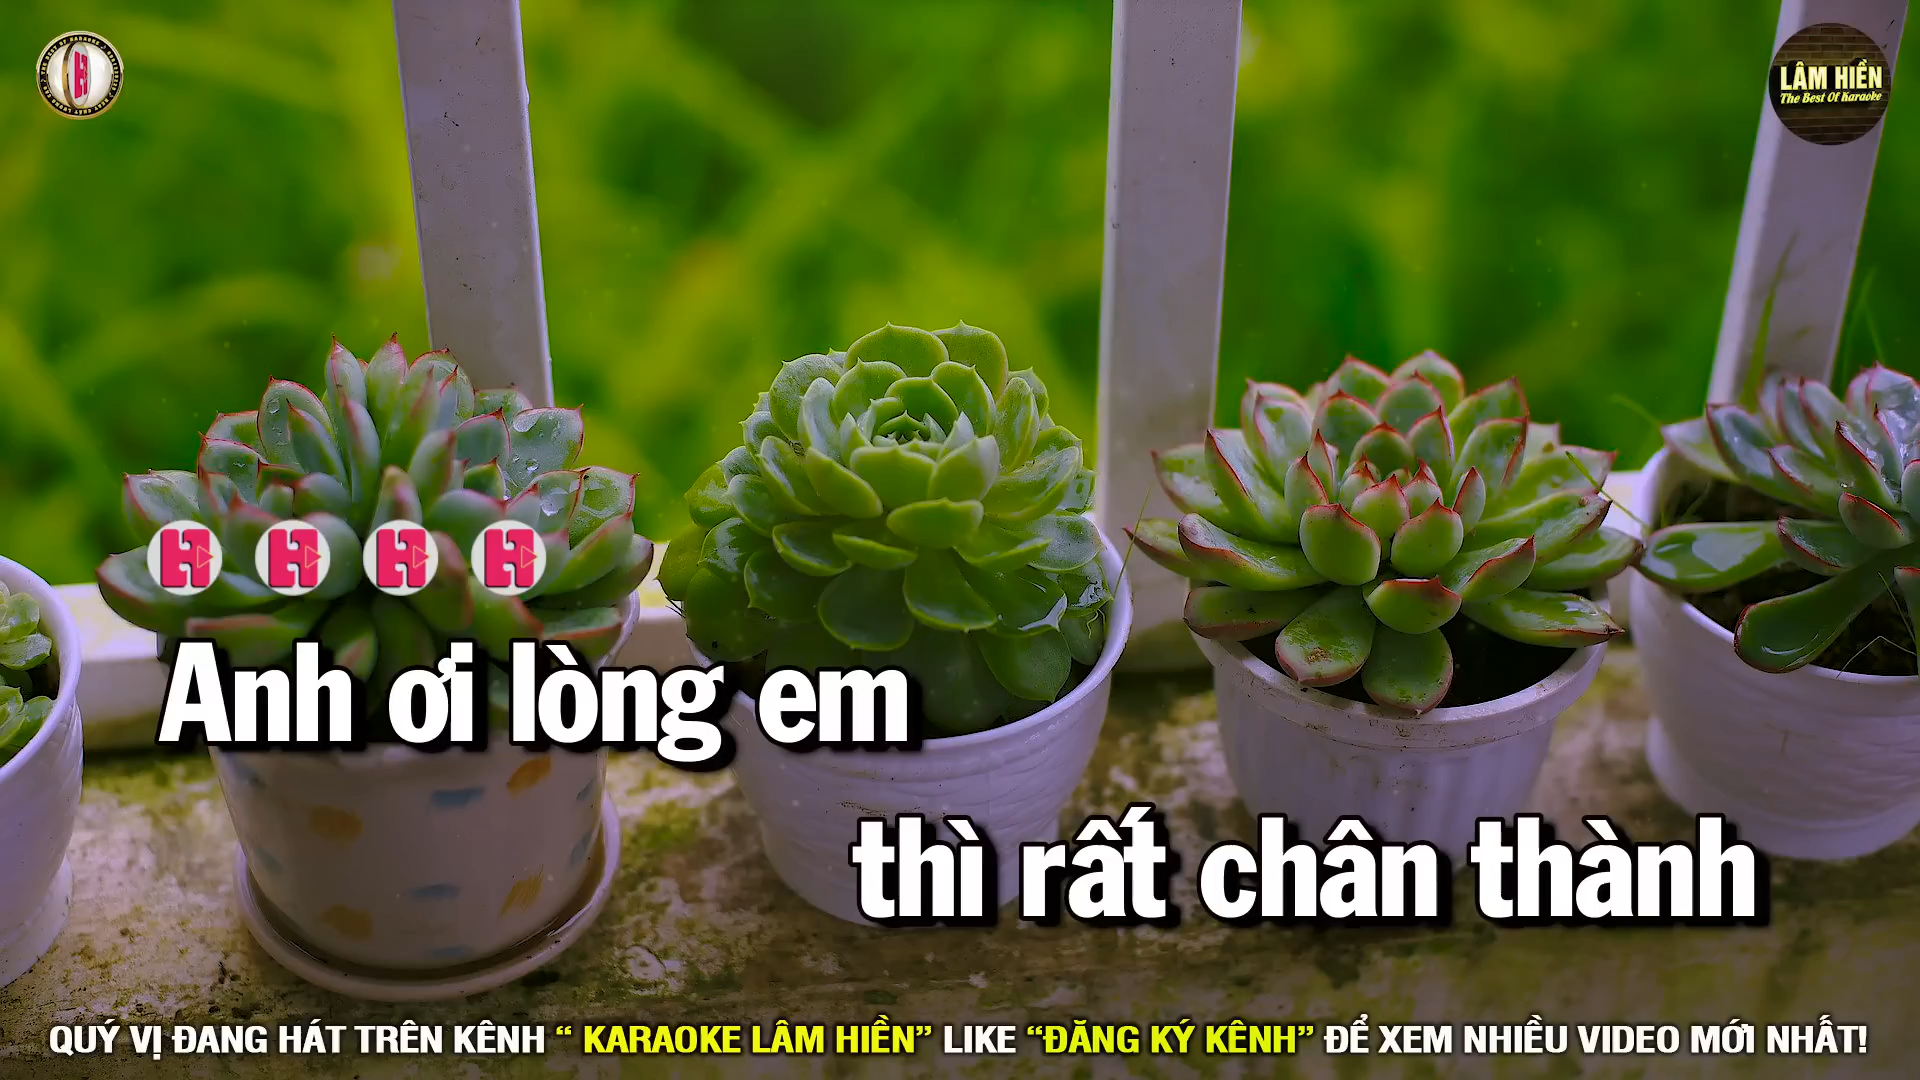 LÂM HIỀN
The Best Of Karaoke
Anh ơi lòng em
thì rất chân thành
QUÝ VỊ ĐANG HÁT TRÊN KÊNH “ KARAOKE LÂM HIỀN” LIKE “ĐĂNG KÝ KÊNH” ĐỂ XEM NHIỀU VIDEO MỚI NHẤT!